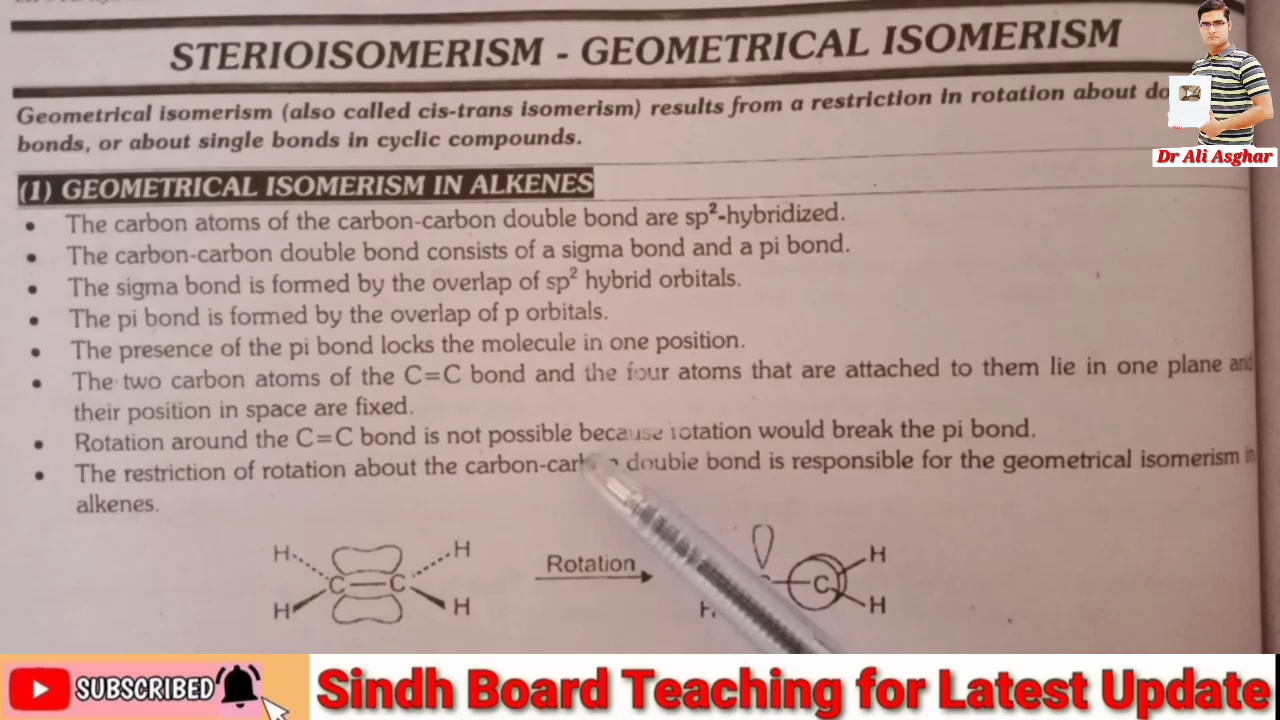 STERIOISOMERISM - GEOMETRICAL ISOMERISM
Geometrical isomerism (also called cis-trans isomerism) results from a restriction in rotation about do
bonds, or about single bonds in cyclic compounds.
Dr Ali Asghar
(1) GEOMETRICAL ISOMERISM IN ALKENES
• The carbon atoms of the carbon-carbon double bond are sp²-hybridized.
• The carbon-carbon double bond consists of a sigma bond and a pi bond.
• The sigma bond is formed by the overlap of sp² hybrid orbitals.
• The pi bond is formed by the overlap of p orbitals.
• The presence of the pi bond locks the molecule in one position.
• The two carbon atoms of the C=C bond and the four atoms that are attached to them lie in one plane and
their position in space are fixed.
• Rotation around the C=C bond is not possible because rotation would break the pi bond.
• The restriction of rotation about the carbon-carb double bond is responsible for the geometrical isomerism in
alkenes.
H H H
Rotation
C C C
H H H H
SUBSCRIBED
Sindh Board Teaching for Latest Update